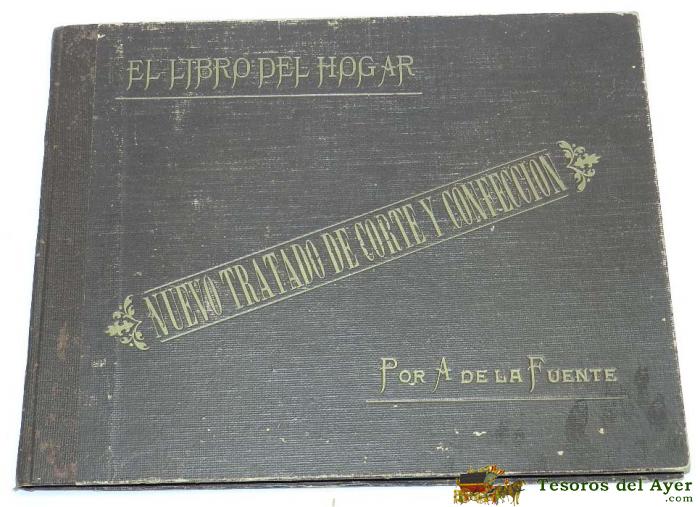 EL LIBRO DEL HOGAR
NUEVO TRATADO DE CORTE Y CONFECCION
POR A DE LA FUENTE
Tesoros del Ayer
.com